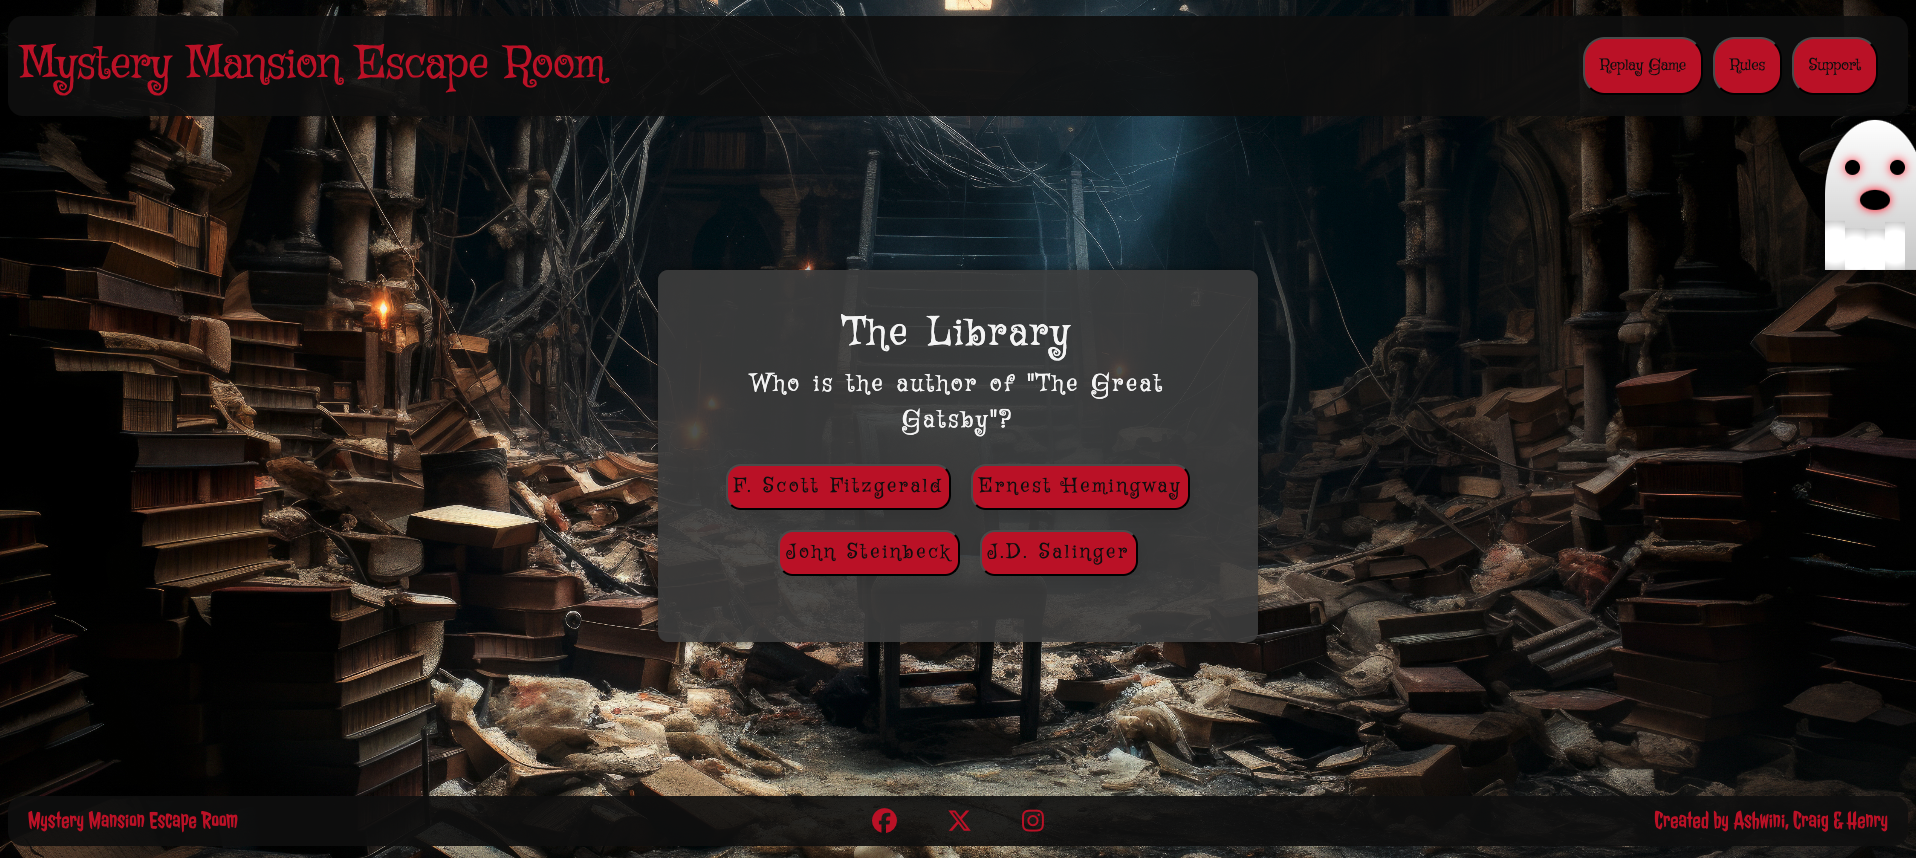 Mystery Mansion Escape Room
Replay Game
Rules
Support
The Library
Who is the author of "The Great
Gatsby"?
F. Scott Fitzgerald
Ernest Hemingway
John Steinbeck
J.D. Salinger
Mystery Mansion Escape Room
Created by Ashwini, Craig & Henry